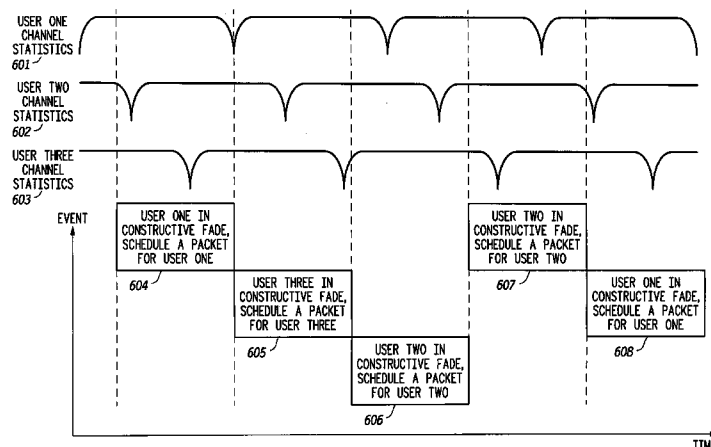 USER ONE
CHANNEL
STATISTICS
601
USER TWO
CHANNEL
STATISTICS
602
USER THREE
CHANNEL
STATISTICS
603
EVENT
USER ONE IN
CONSTRUCTIVE FADE,
SCHEDULE A PACKET
FOR USER ONE
604
USER THREE IN
CONSTRUCTIVE FADE,
SCHEDULE A PACKET
FOR USER THREE
605
USER TWO IN
CONSTRUCTIVE FADE,
SCHEDULE A PACKET
FOR USER TWO
606
USER TWO IN
CONSTRUCTIVE FADE,
SCHEDULE A PACKET
FOR USER TWO
607
USER ONE IN
CONSTRUCTIVE FADE,
SCHEDULE A PACKET
FOR USER ONE
608